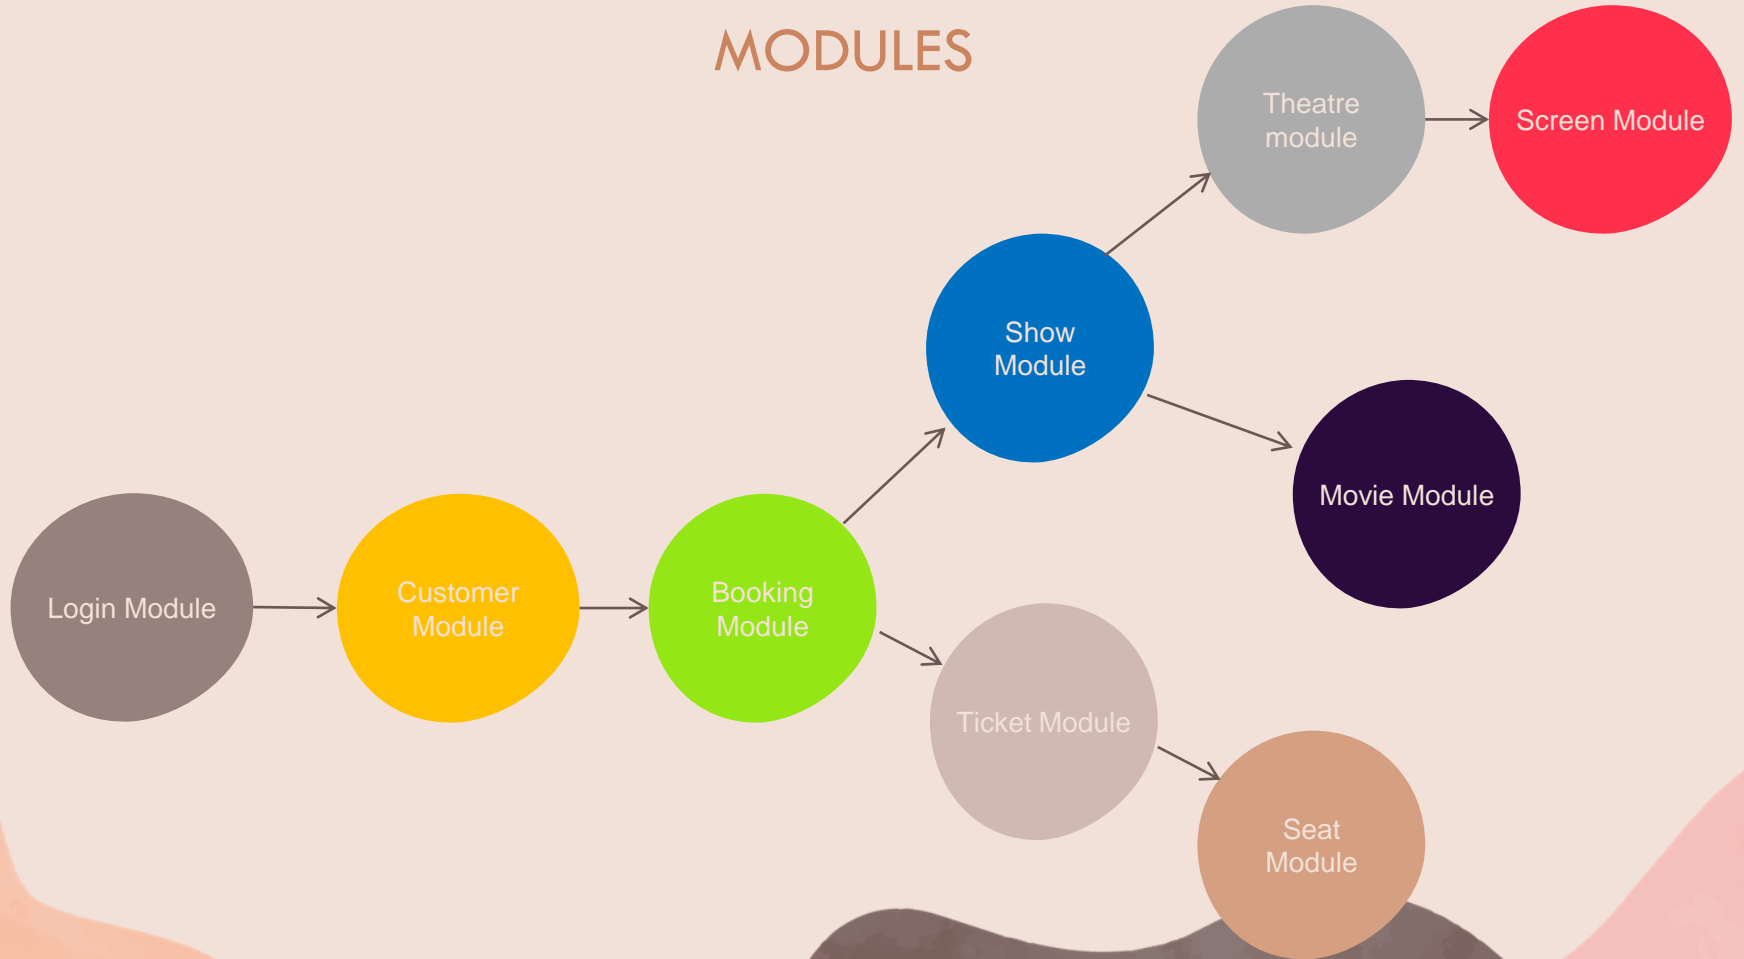 MODULES
Theatre
module
Screen Module
Show
Module
Movie Module
Login Module
Customer
Module
Booking
Module
Ticket Module
Seat
Module